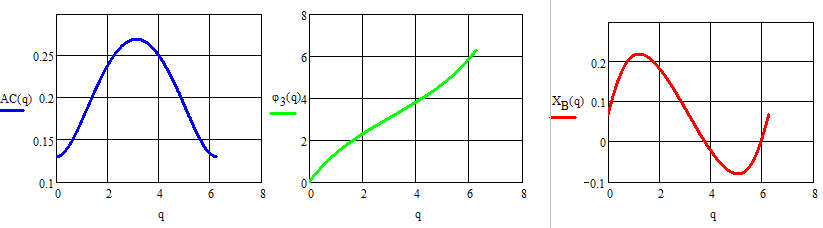 0.25
AC(q) 0.2
0.15
0.1
0 2 4 6 8
q
8
6
φ3(q) 4
2
0
0 2 4 6 8
q
0.2
XB(q) 0.1
0
−0.1
0 2 4 6 8
q